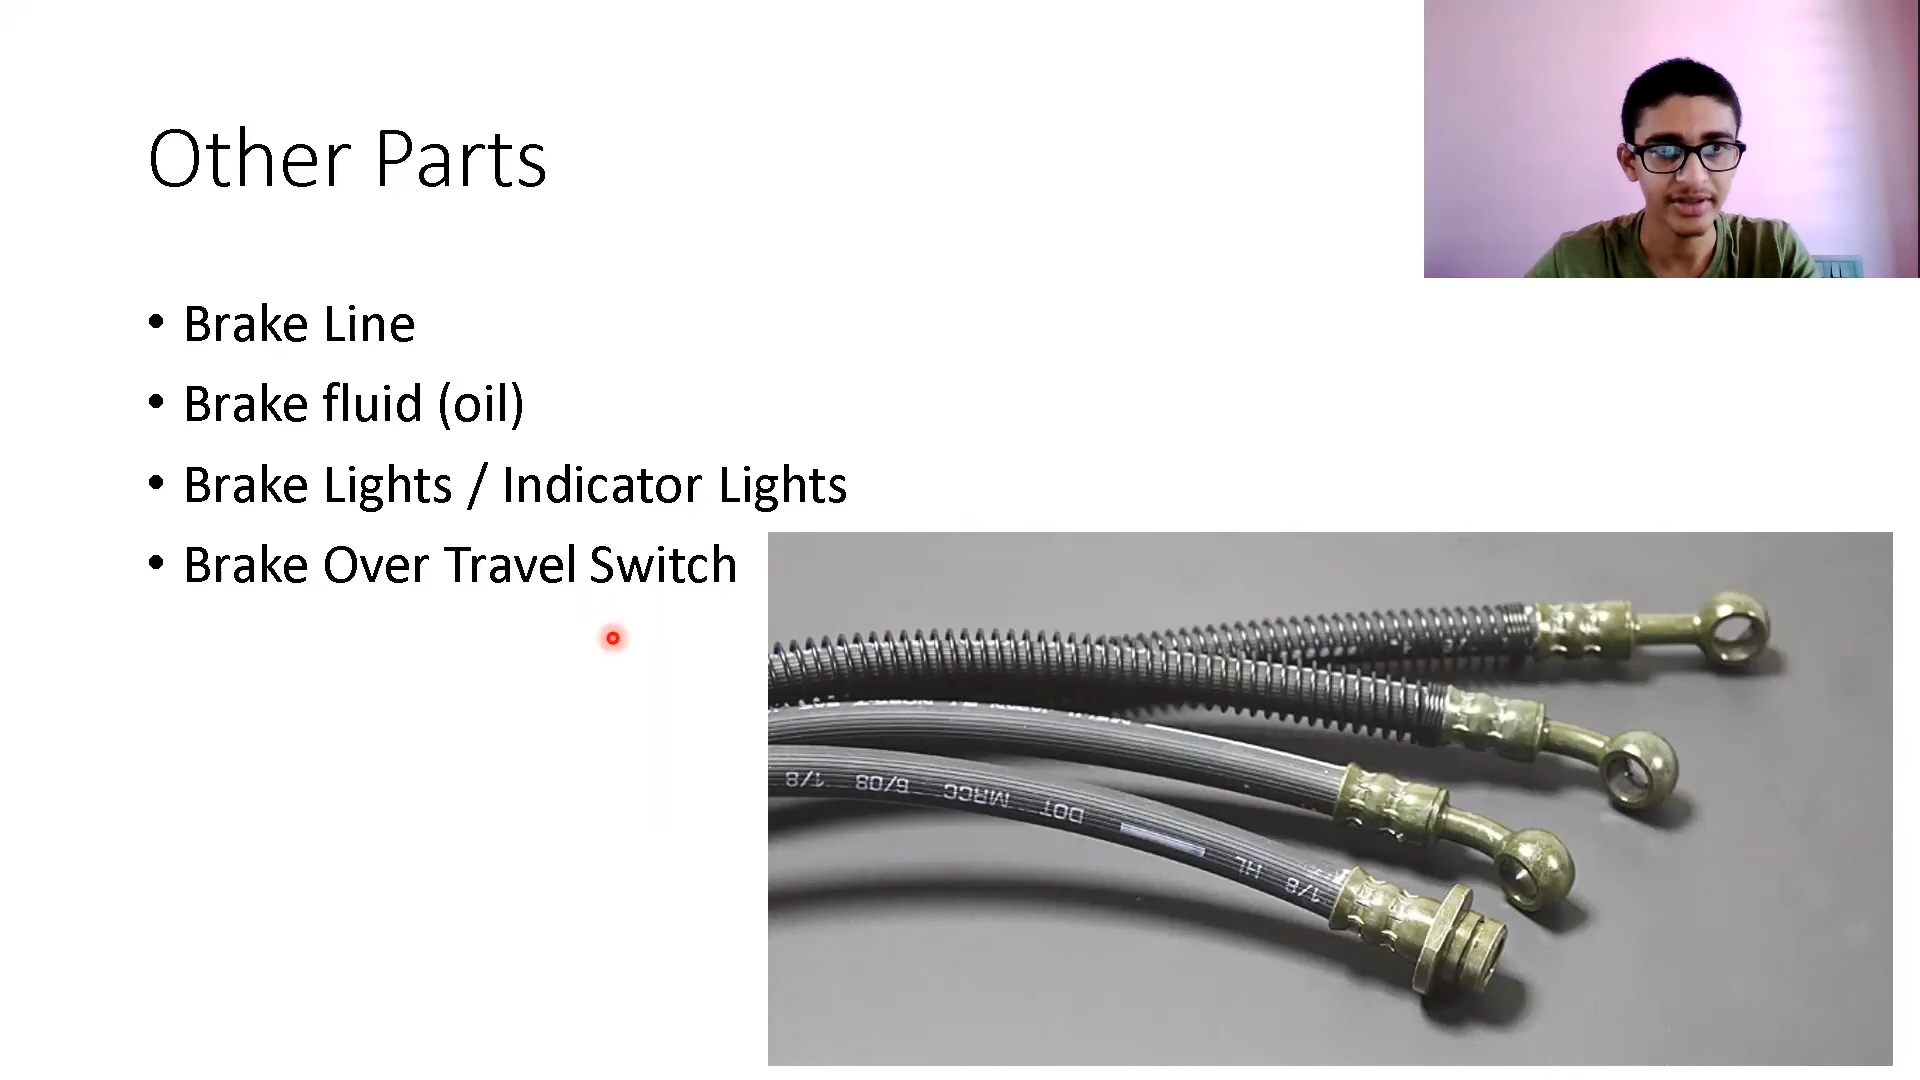 Other Parts
• Brake Line
• Brake fluid (oil)
• Brake Lights / Indicator Lights
• Brake Over Travel Switch
1/8 HL DOT MRCC 6/08 1/8